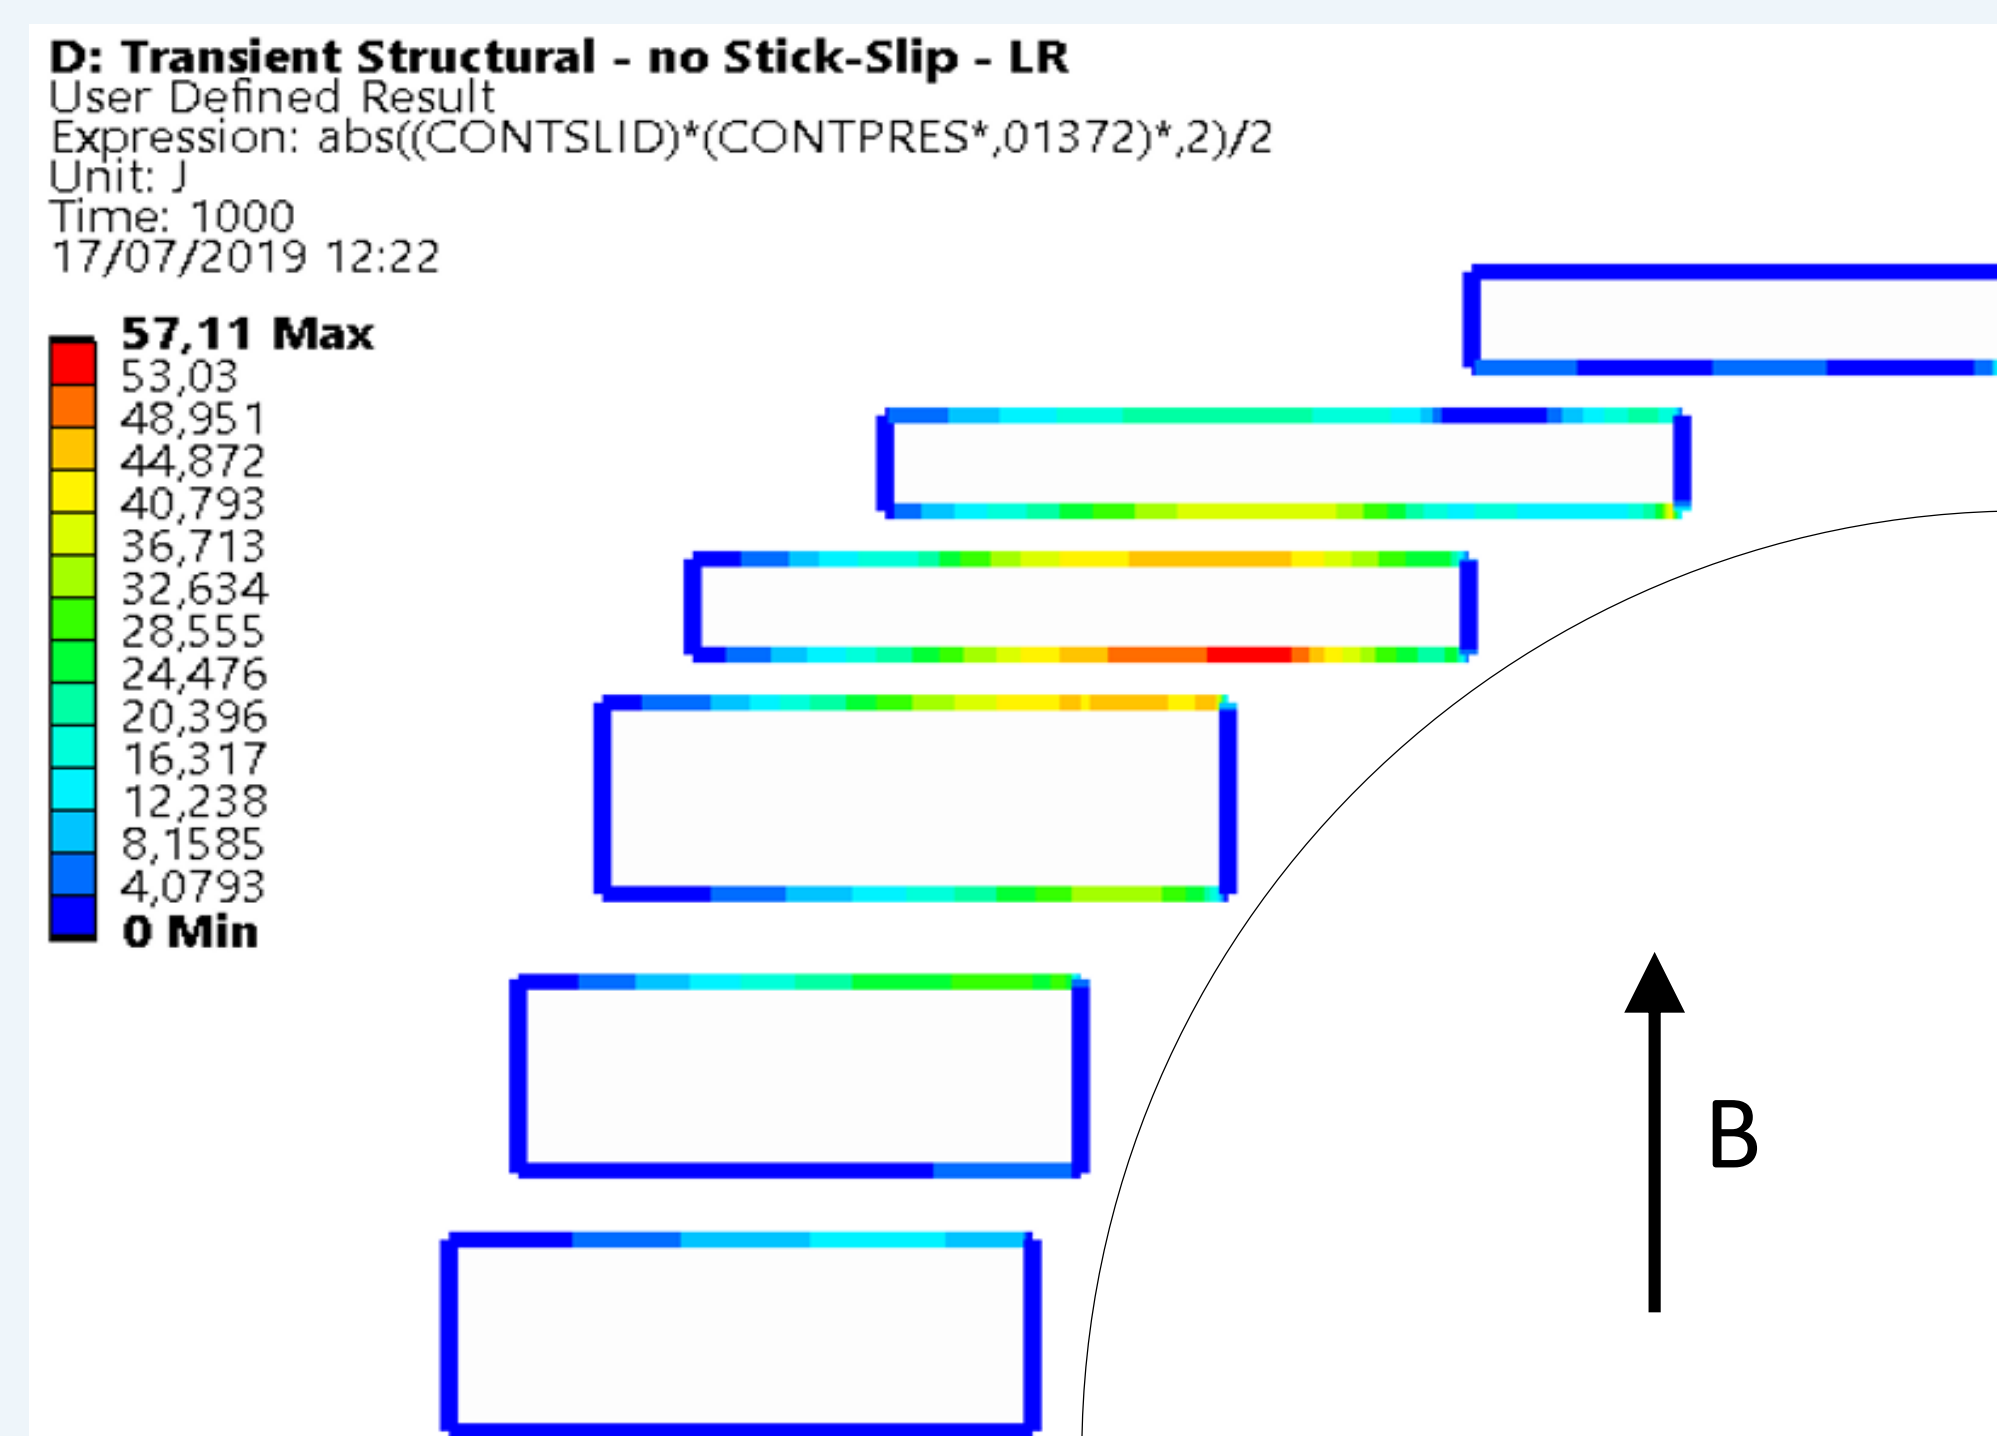 D: Transient Structural - no Stick-Slip - LR
User Defined Result
Expression: abs((CONTSLID)*(CONTPRES*,01372)*,2)/2
Unit: J
Time: 1000
17/07/2019 12:22
57,11 Max
53,03
48,951
44,872
40,793
36,713
32,634
28,555
24,476
20,396
16,317
12,238
8,1585
4,0793
0 Min
B